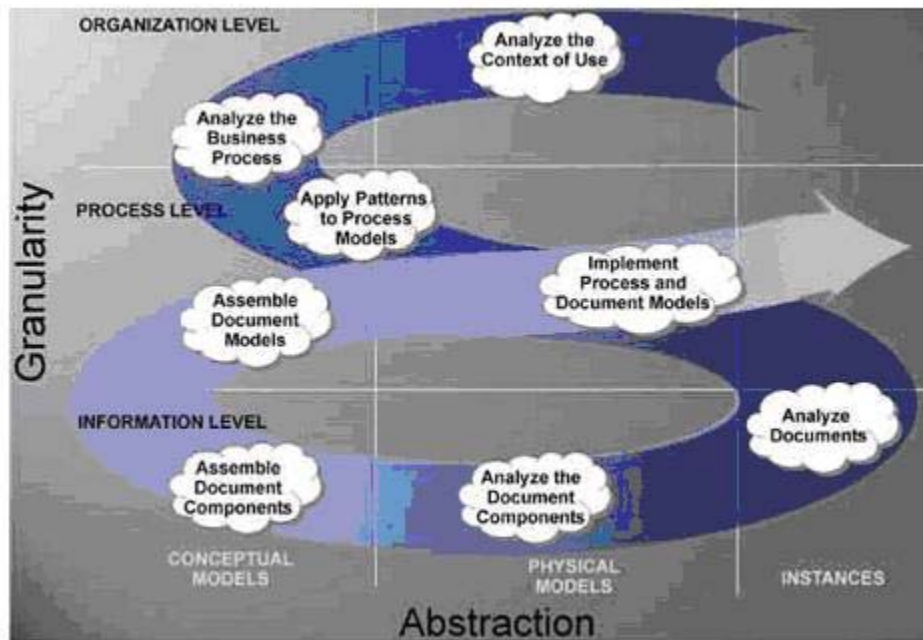 ORGANIZATION LEVEL
Analyze the
Context of Use
Analyze the
Business
Process
PROCESS LEVEL
Apply Patterns
to Process
Models
Implement
Process and
Document Models
Assemble
Document
Models
Granularity
INFORMATION LEVEL
Analyze
Documents
Assemble
Document
Components
Analyze the
Document
Components
CONCEPTUAL
MODELS
PHYSICAL
MODELS
INSTANCES
Abstraction